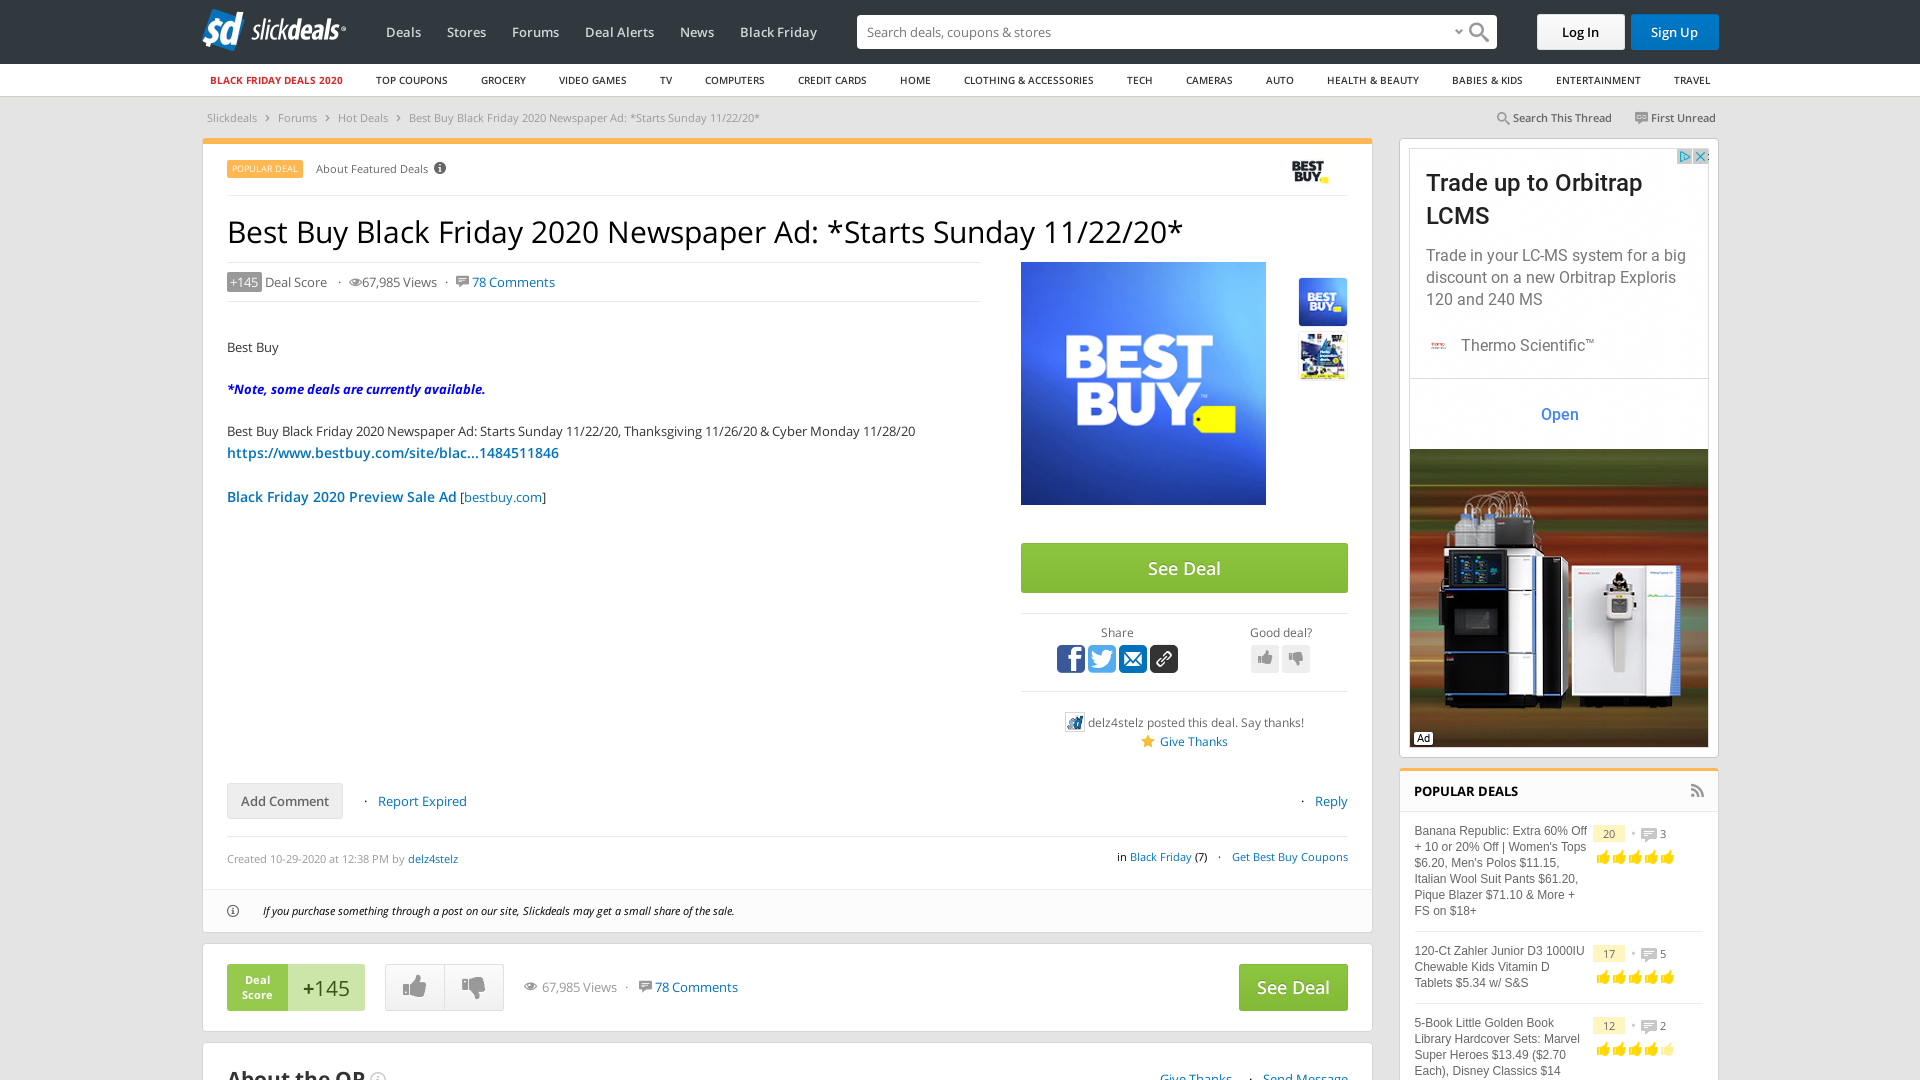 slickdeals
Deals Stores Forums Deal Alerts News Black Friday
Search deals, coupons & stores
Log In
Sign Up
BLACK FRIDAY DEALS 2020 TOP COUPONS GROCERY VIDEO GAMES TV COMPUTERS CREDIT CARDS HOME CLOTHING & ACCESSORIES TECH CAMERAS AUTO HEALTH & BEAUTY BABIES & KIDS ENTERTAINMENT TRAVEL
Slickdeals > Forums > Hot Deals > Best Buy Black Friday 2020 Newspaper Ad: *Starts Sunday 11/22/20*
Search This Thread First Unread
POPULAR DEAL About Featured Deals
BEST BUY
Best Buy Black Friday 2020 Newspaper Ad: *Starts Sunday 11/22/20*
+145 Deal Score · 67,985 Views · 78 Comments
Best Buy
*Note, some deals are currently available.
Best Buy Black Friday 2020 Newspaper Ad: Starts Sunday 11/22/20, Thanksgiving 11/26/20 & Cyber Monday 11/28/20
https://www.bestbuy.com/site/blac...1484511846
Black Friday 2020 Preview Sale Ad [bestbuy.com]
BEST
BUY™
BEST
BUY
See Deal
Share
Good deal?
delz4stelz posted this deal. Say thanks!
Give Thanks
Add Comment · Report Expired
· Reply
Created 10-29-2020 at 12:38 PM by delz4stelz
in Black Friday (7) · Get Best Buy Coupons
If you purchase something through a post on our site, Slickdeals may get a small share of the sale.
Deal
Score
+145
67,985 Views · 78 Comments
See Deal
About the OP
Give Thanks · Send Message
Trade up to Orbitrap
LCMS
Trade in your LC-MS system for a big
discount on a new Orbitrap Exploris
120 and 240 MS
Thermo Scientific™
Open
Ad
POPULAR DEALS
Banana Republic: Extra 60% Off
+ 10 or 20% Off | Women's Tops
$6.20, Men's Polos $11.15,
Italian Wool Suit Pants $61.20,
Pique Blazer $71.10 & More +
FS on $18+
20 · 3
120-Ct Zahler Junior D3 1000IU
Chewable Kids Vitamin D
Tablets $5.34 w/ S&S
17 · 5
5-Book Little Golden Book
Library Hardcover Sets: Marvel
Super Heroes $13.49 ($2.70
Each), Disney Classics $14
12 · 2